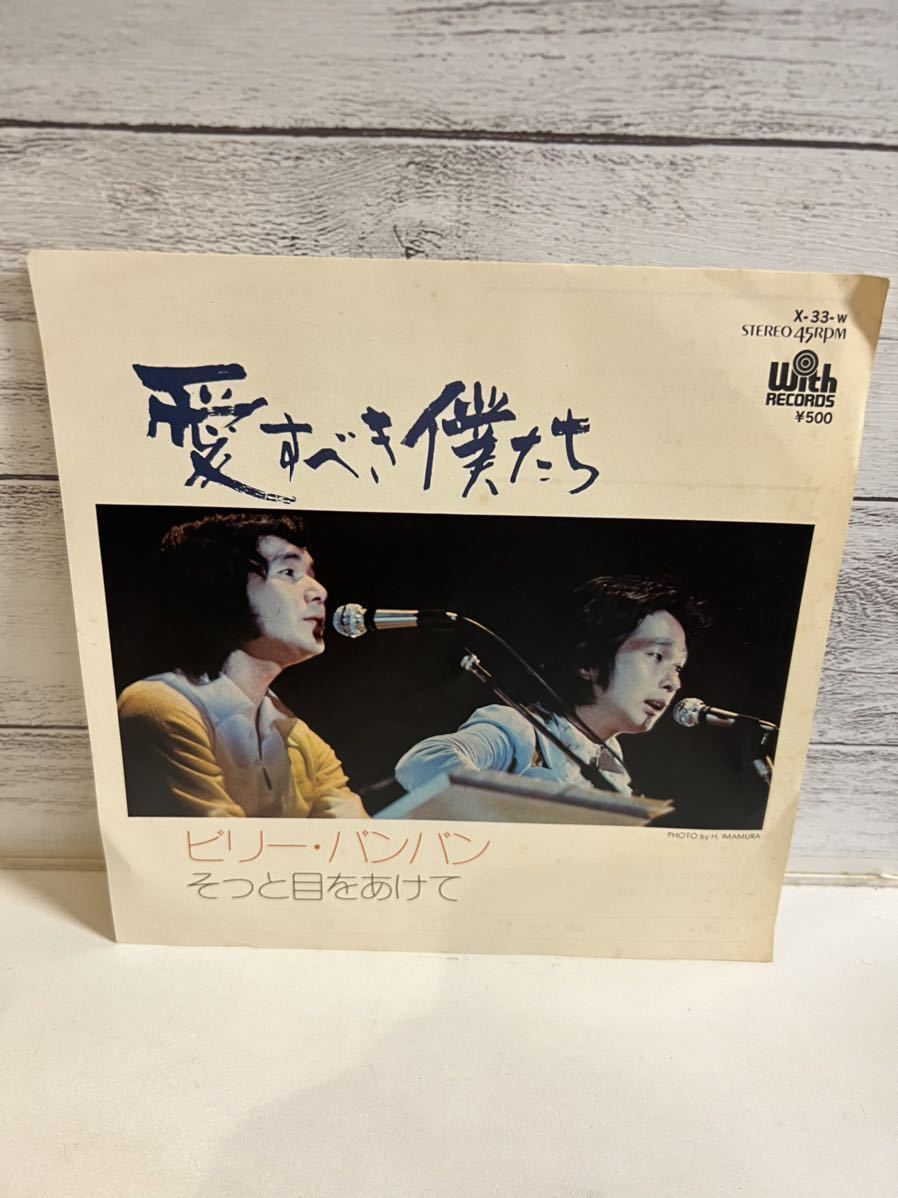 X-33-w
STEREO 45RPM
With
RECORDS
¥500
愛すべき僕たち
PHOTO by H. IMAMURA
ビリー・バンバン
そっと目をあけて